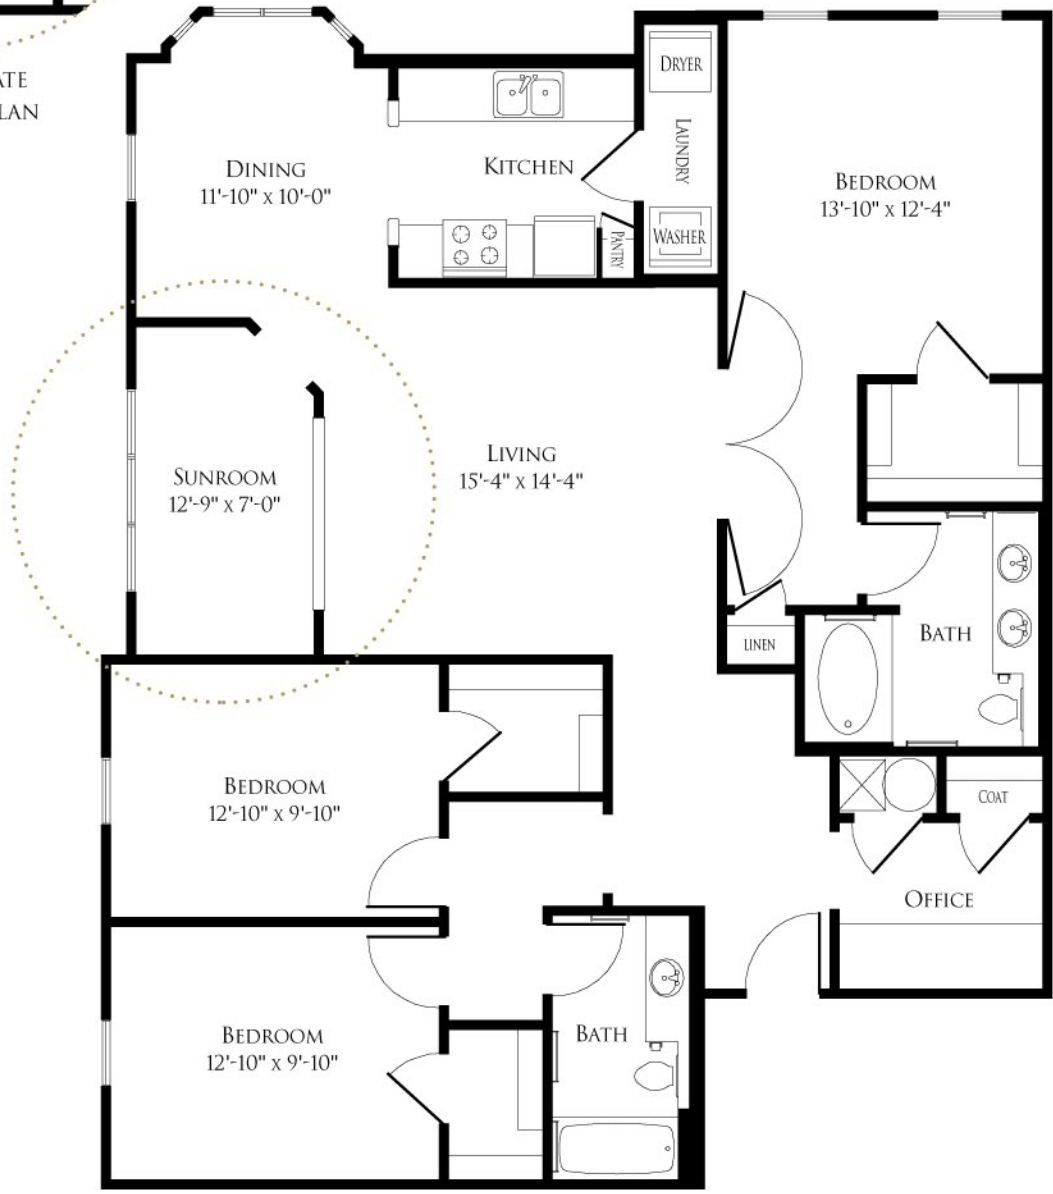 LAN
DINING
11'-10" x 10'-0"
KITCHEN
DRYER
LAUNDRY
WASHER
PANTRY
BEDROOM
13'-10" x 12'-4"
SUNROOM
12'-9" x 7'-0"
LIVING
15'-4" x 14'-4"
LINEN
BATH
BEDROOM
12'-10" x 9'-10"
COAT
OFFICE
BEDROOM
12'-10" x 9'-10"
BATH